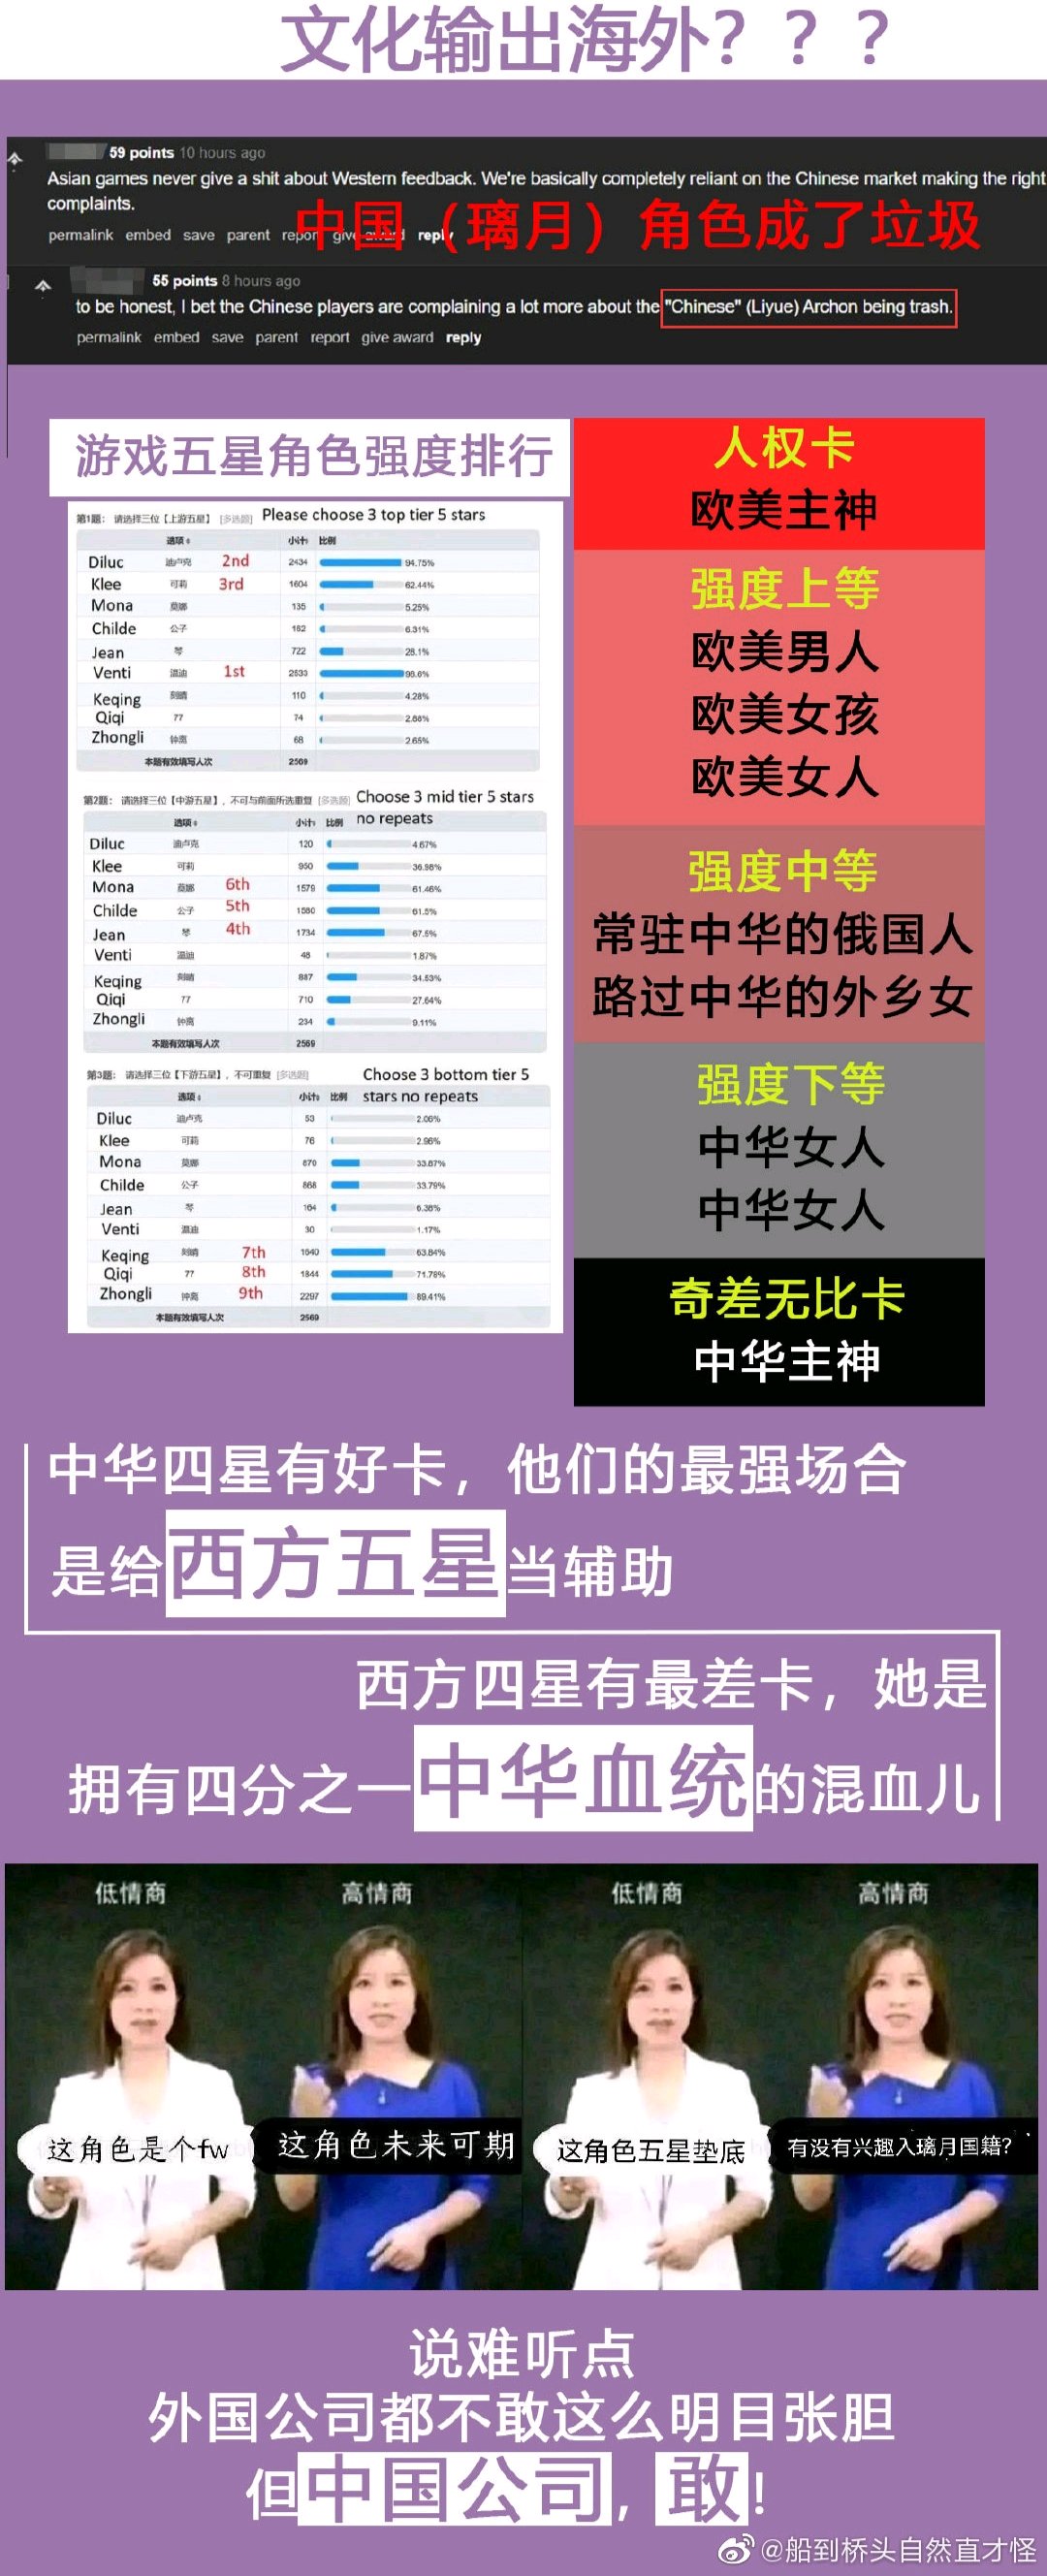 文化输出海外？？？
59 points 10 hours ago
Asian games never give a shit about Western feedback. We're basically completely reliant on the Chinese market making the right
complaints.
中国（璃月）角色成了垃圾
permalink embed save parent report give award reply
55 points 8 hours ago
to be honest, I bet the Chinese players are complaining a lot more about the "Chinese" (Liyue) Archon being trash.
permalink embed save parent report give award reply
游戏五星角色强度排行
第1题: 请选择三位【上游五星】 [多选题] Please choose 3 top tier 5 stars
选项 小计 比例
Diluc 迪卢克 2nd 2434 94.75%
Klee 可莉 3rd 1604 62.44%
Mona 莫娜 135 5.25%
Childe 公子 162 6.31%
Jean 琴 722 28.1%
Venti 温迪 1st 2533 98.6%
Keqing 刻晴 110 4.28%
Qiqi 77 74 2.88%
Zhongli 钟离 68 2.65%
本题有效填写人次 2569
第2题: 请选择三位【中游五星】, 不可与前面所选重复 [多选题] Choose 3 mid tier 5 stars
no repeats
选项 小计 比例
Diluc 迪卢克 120 4.67%
Klee 可莉 950 36.98%
Mona 莫娜 6th 1579 61.46%
Childe 公子 5th 1580 61.5%
Jean 琴 4th 1734 67.5%
Venti 温迪 48 1.87%
Keqing 刻晴 887 34.53%
Qiqi 77 710 27.64%
Zhongli 钟离 234 9.11%
本题有效填写人次 2569
第3题: 请选择三位【下游五星】, 不可重复 [多选题] Choose 3 bottom tier 5
stars no repeats
选项 小计 比例
Diluc 迪卢克 53 2.06%
Klee 可莉 76 2.96%
Mona 莫娜 870 33.87%
Childe 公子 868 33.79%
Jean 琴 164 6.38%
Venti 温迪 30 1.17%
Keqing 刻晴 7th 1640 63.84%
Qiqi 77 8th 1844 71.78%
Zhongli 钟离 9th 2297 89.41%
本题有效填写人次 2569
人权卡
欧美主神
强度上等
欧美男人
欧美女孩
欧美女人
强度中等
常驻中华的俄国人
路过中华的外乡女
强度下等
中华女人
中华女人
奇差无比卡
中华主神
中华四星有好卡，他们的最强场合
是给西方五星当辅助
西方四星有最差卡，她是
拥有四分之一中华血统的混血儿
低情商 高情商 低情商 高情商
这角色是个fw 这角色未来可期 这角色五星垫底 有没有兴趣入璃月国籍?
说难听点
外国公司都不敢这么明目张胆
但中国公司, 敢!
@船到桥头自然直才怪